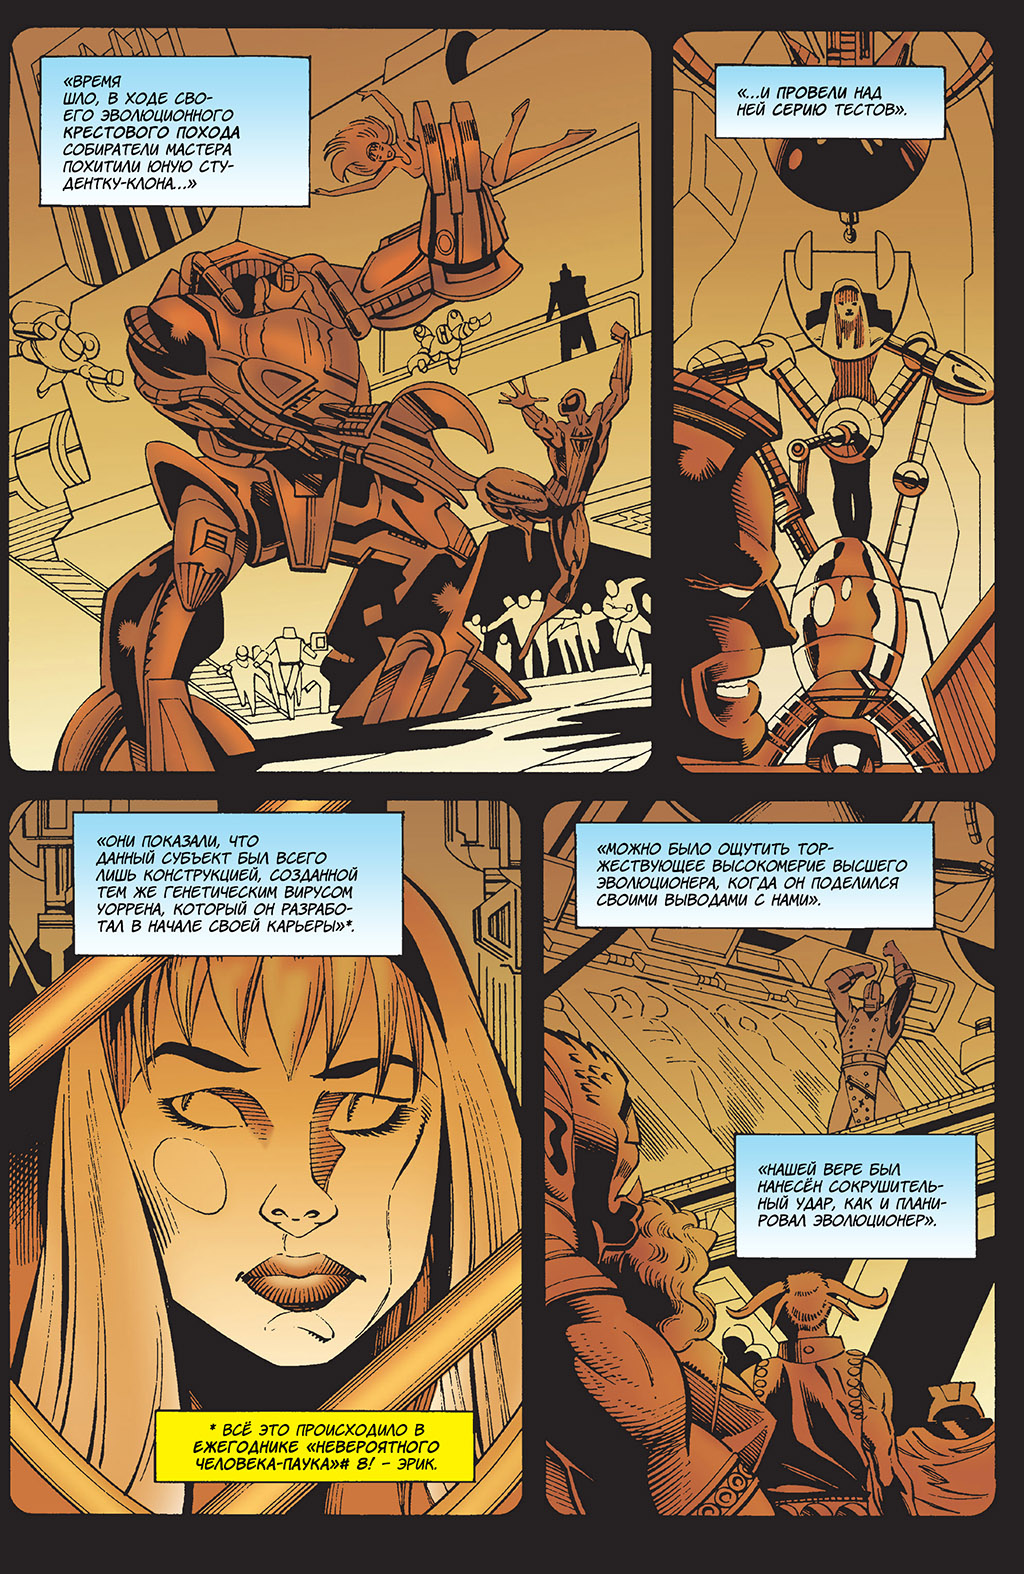 «ВРЕМЯ
ШЛО, В ХОДЕ СВО-
ЕГО ЭВОЛЮЦИОННОГО
КРЕСТОВОГО ПОХОДА
СОБИРАТЕЛИ МАСТЕРА
ПОХИТИЛИ ЮНУЮ СТУ-
ДЕНТКУ-КЛОНА...»
«...И ПРОВЕЛИ НАД
НЕЙ СЕРИЮ ТЕСТОВ».
«ОНИ ПОКАЗАЛИ, ЧТО
ДАННЫЙ СУБЪЕКТ БЫЛ ВСЕГО
ЛИШЬ КОНСТРУКЦИЕЙ, СОЗДАННОЙ
ТЕМ ЖЕ ГЕНЕТИЧЕСКИМ ВИРУСОМ
УОРРЕНА, КОТОРЫЙ ОН РАЗРАБО-
ТАЛ В НАЧАЛЕ СВОЕЙ КАРЬЕРЫ»*.
* ВСЁ ЭТО ПРОИСХОДИЛО В
ЕЖЕГОДНИКЕ «НЕВЕРОЯТНОГО
ЧЕЛОВЕКА-ПАУКА»# 8! – ЭРИК.
«МОЖНО БЫЛО ОЩУТИТЬ ТОР-
ЖЕСТВУЮЩЕЕ ВЫСОКОМЕРИЕ ВЫСШЕГО
ЭВОЛЮЦИОНЕРА, КОГДА ОН ПОДЕЛИЛСЯ
СВОИМИ ВЫВОДАМИ С НАМИ».
«НАШЕЙ ВЕРЕ БЫЛ
НАНЕСЁН СОКРУШИТЕЛЬ-
НЫЙ УДАР, КАК И ПЛАНИ-
РОВАЛ ЭВОЛЮЦИОНЕР».